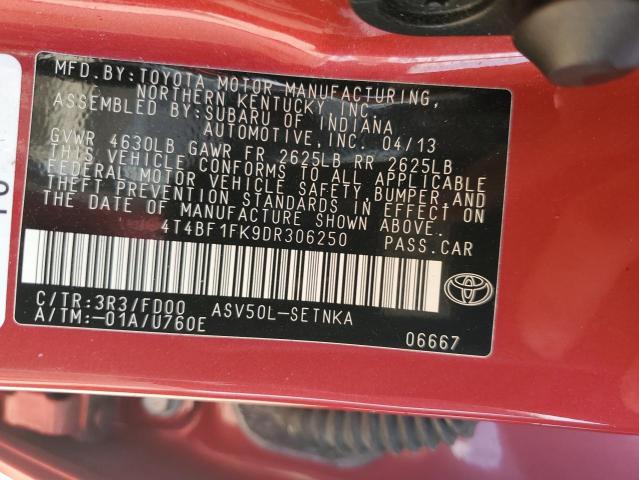 MFD.BY:TOYOTA MOTOR MANUFACTURING,
NORTHERN KENTUCKY INC.
ASSEMBLED BY:SUBARU OF INDIANA
AUTOMOTIVE,INC. 04/13
GVWR 4630LB GAWR FR 2625LB RR 2625LB
THIS VEHICLE CONFORMS TO ALL APPLICABLE
FEDERAL MOTOR VEHICLE SAFETY, BUMPER, AND
THEFT PREVENTION STANDARDS IN EFFECT ON
THE DATE OF MANUFACTURE SHOWN ABOVE.
4T4BF1FK9DR306250 PASS.CAR
C/TR:3R3/FD00 ASV50L-SETNKA
A/TM:-01A/U760E
06667